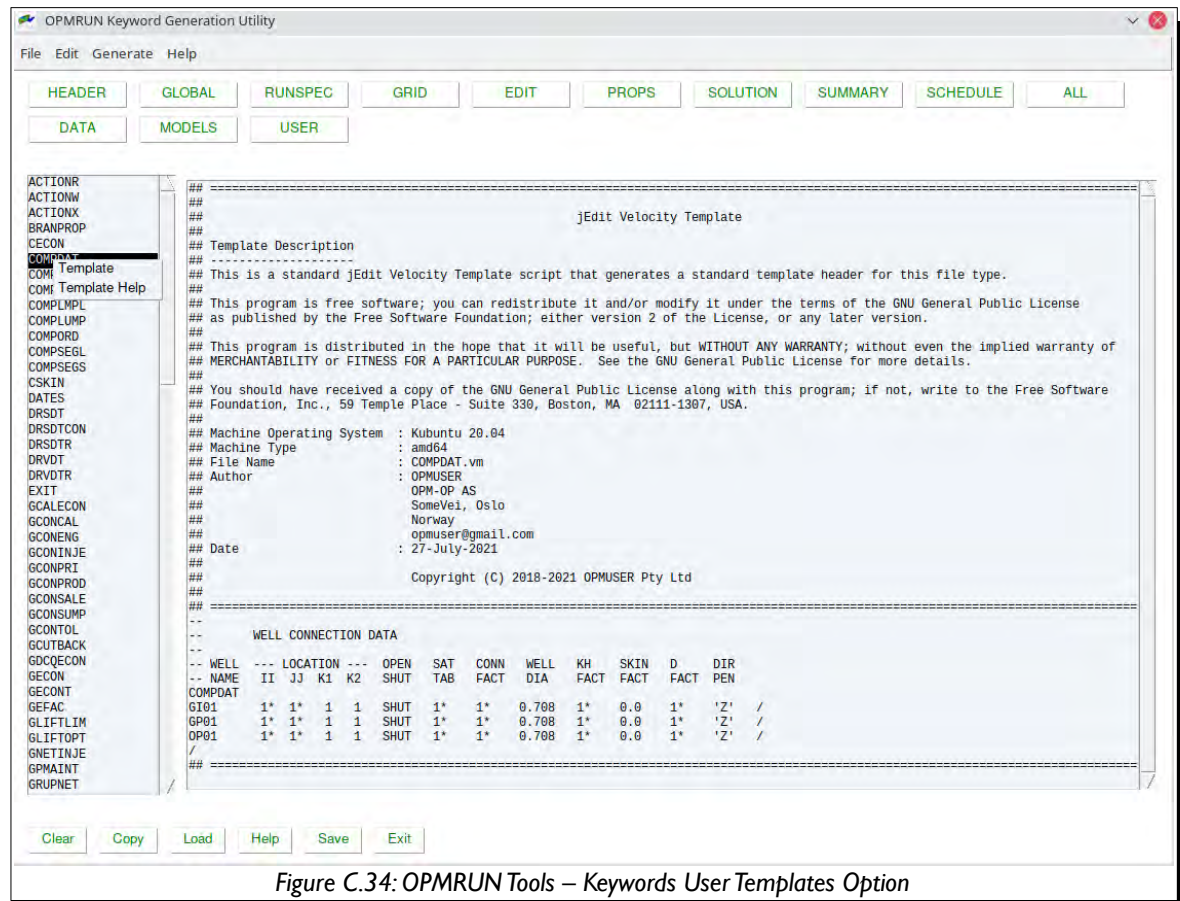 OPMRUN Keyword Generation Utility
File Edit Generate Help
HEADER GLOBAL RUNSPEC GRID EDIT PROPS SOLUTION SUMMARY SCHEDULE ALL
DATA MODELS USER
ACTIONR
ACTIONW
ACTIONX
BRANPROP
CECON
COMPDAT
Template
Template Help
COMPLMPL
COMPLUMP
COMPORD
COMPSEGL
COMPSEGS
CSKIN
DATES
DRSDT
DRSDTCON
DRSDTR
DRVDT
DRVDTR
EXIT
GCALECON
GCONCAL
GCONENG
GCONINJE
GCONPRI
GCONPROD
GCONSALE
GCONSUMP
GCONTOL
GCUTBACK
GDCQECON
GECON
GECONT
GEFAC
GLIFTLIM
GLIFTOPT
GNETINJE
GPMAINT
GRUPNET
## ==================================================================================================================================
##
## jEdit Velocity Template
##
## Template Description
## --------------------
## This is a standard jEdit Velocity Template script that generates a standard template header for this file type.
##
## This program is free software; you can redistribute it and/or modify it under the terms of the GNU General Public License
## as published by the Free Software Foundation; either version 2 of the License, or any later version.
##
## This program is distributed in the hope that it will be useful, but WITHOUT ANY WARRANTY; without even the implied warranty of
## MERCHANTABILITY or FITNESS FOR A PARTICULAR PURPOSE. See the GNU General Public License for more details.
##
## You should have received a copy of the GNU General Public License along with this program; if not, write to the Free Software
## Foundation, Inc., 59 Temple Place - Suite 330, Boston, MA 02111-1307, USA.
##
## Machine Operating System : Kubuntu 20.04
## Machine Type : amd64
## File Name : COMPDAT.vm
## Author : OPMUSER
## OPM-OP AS
## SomeVei, Oslo
## Norway
## opmuser@gmail.com
## Date : 27-July-2021
##
## Copyright (C) 2018-2021 OPMUSER Pty Ltd
##
## ==================================================================================================================================
--
-- WELL CONNECTION DATA
--
-- WELL --- LOCATION --- OPEN SAT CONN WELL KH SKIN D DIR
-- NAME II JJ K1 K2 SHUT TAB FACT DIA FACT FACT FACT PEN
COMPDAT
GI01 1* 1* 1 1 SHUT 1* 1* 0.708 1* 0.0 1* 'Z' /
GP01 1* 1* 1 1 SHUT 1* 1* 0.708 1* 0.0 1* 'Z' /
OP01 1* 1* 1 1 SHUT 1* 1* 0.708 1* 0.0 1* 'Z' /
/
## ==================================================================================================================================
Clear Copy Load Help Save Exit
Figure C.34: OPMRUN Tools – Keywords User Templates Option